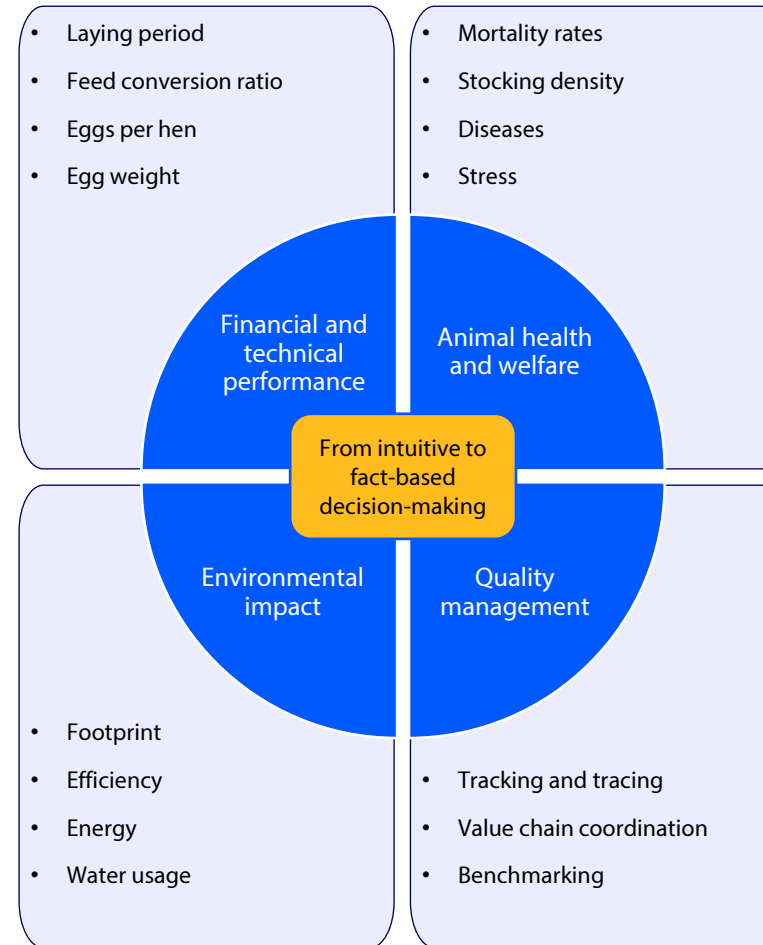 • Laying period
• Feed conversion ratio
• Eggs per hen
• Egg weight
• Mortality rates
• Stocking density
• Diseases
• Stress
Financial and
technical
performance
Animal health
and welfare
From intuitive to
fact-based
decision-making
Environmental
impact
Quality
management
• Footprint
• Efficiency
• Energy
• Water usage
• Tracking and tracing
• Value chain coordination
• Benchmarking